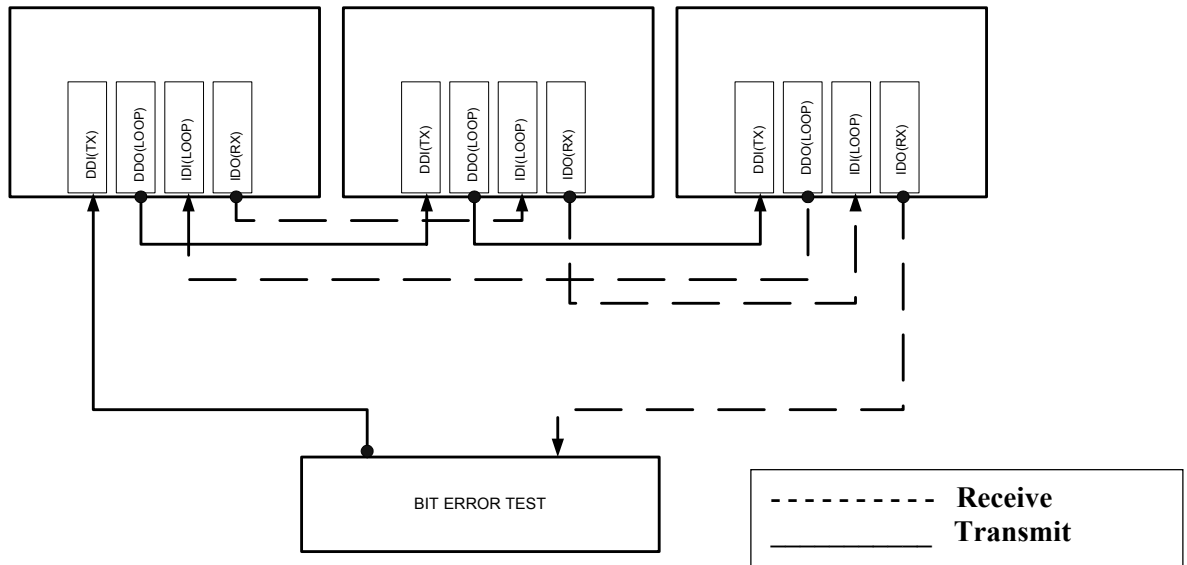 DDI(TX)
DDO(LOOP)
IDI(LOOP)
IDO(RX)
DDI(TX)
DDO(LOOP)
IDI(LOOP)
IDO(RX)
DDI(TX)
DDO(LOOP)
IDI(LOOP)
IDO(RX)
BIT ERROR TEST
Receive
Transmit